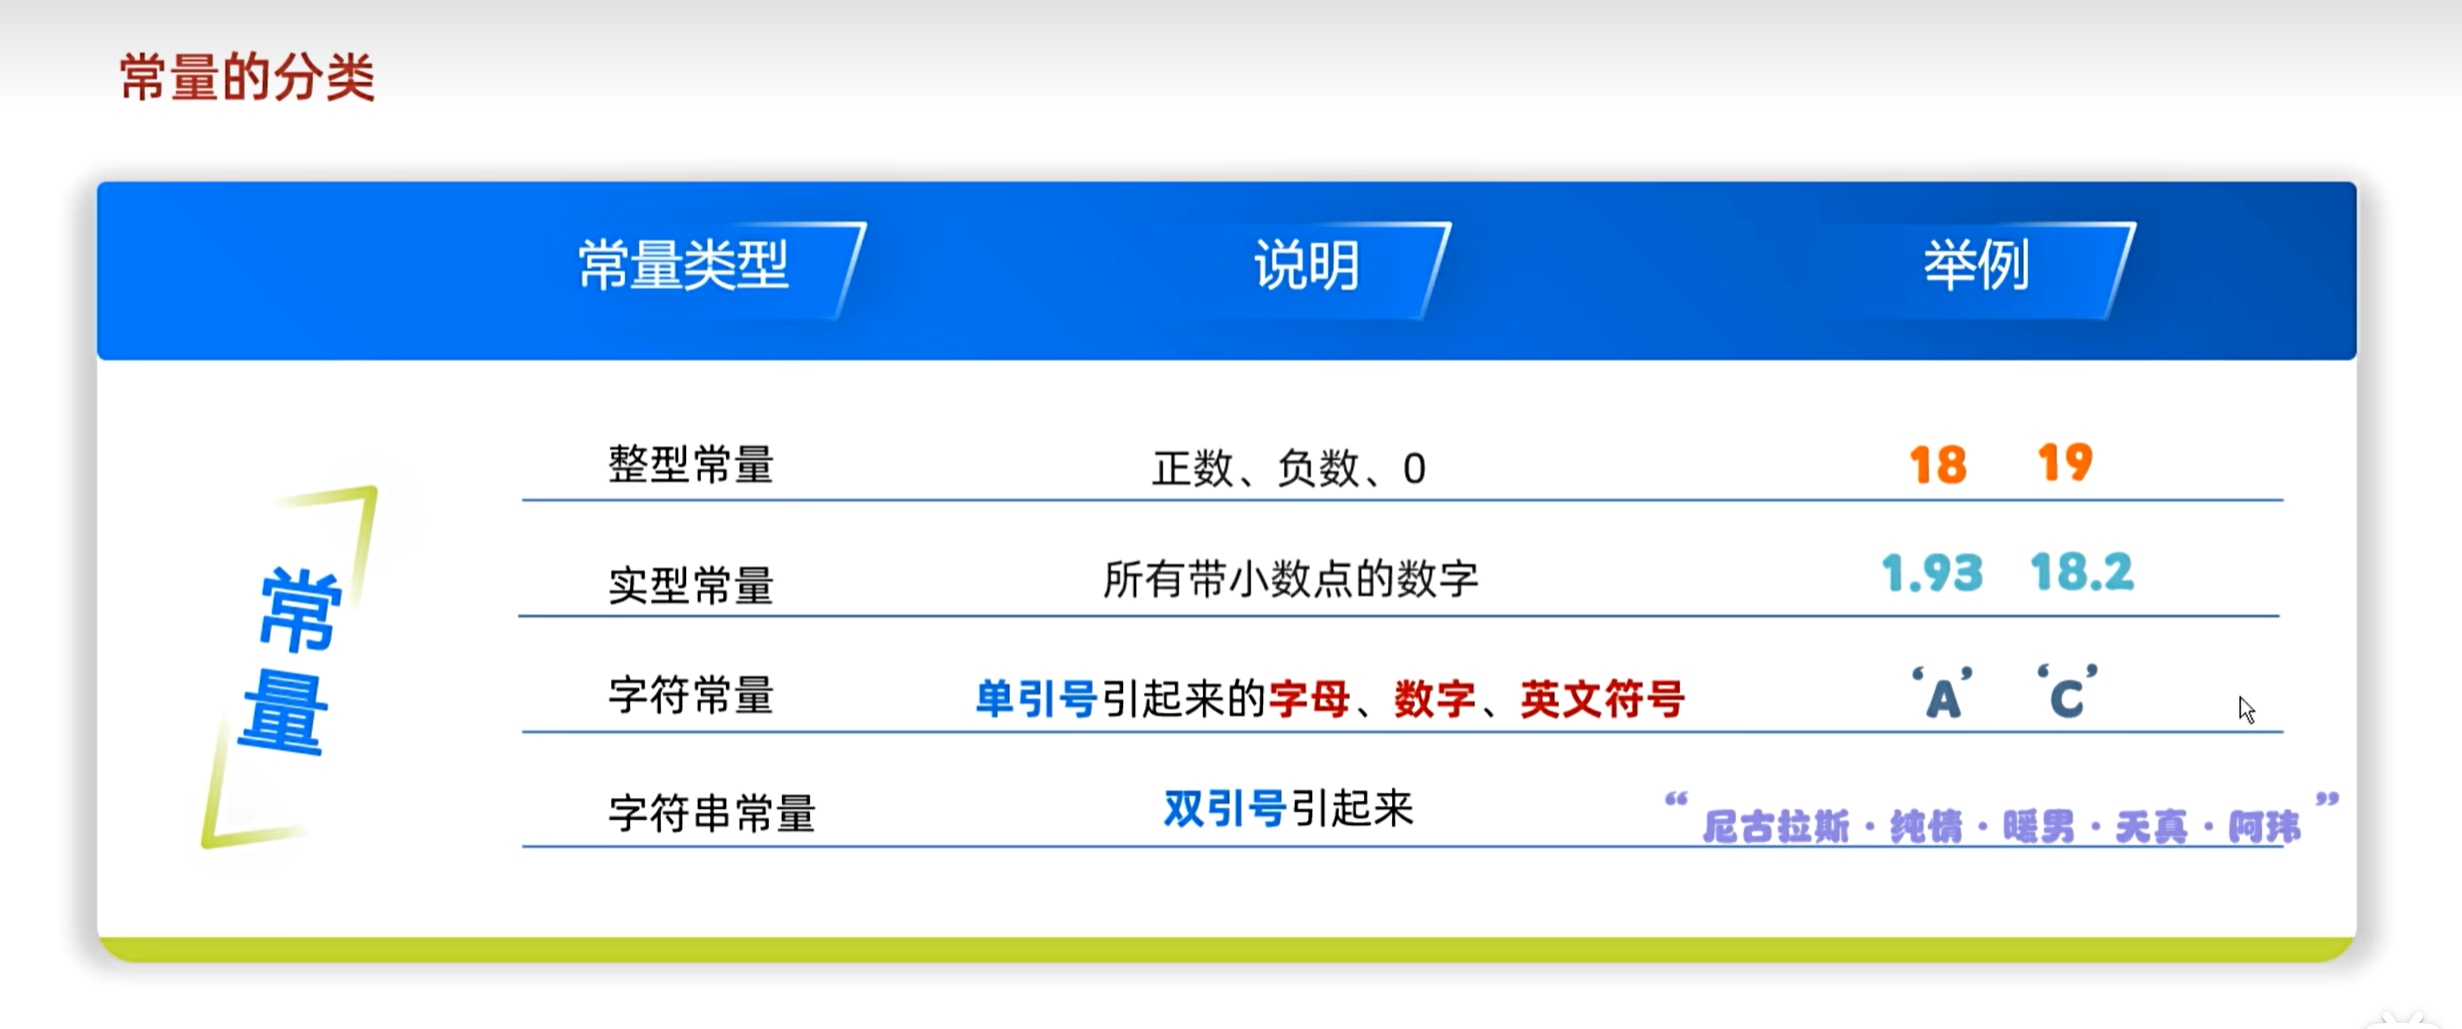 常量的分类
常量类型 说明 举例
常量
整型常量 正数、负数、0 18 19
实型常量 所有带小数点的数字 1.93 18.2
字符常量 单引号引起来的字母、数字、英文符号 ‘A’ ‘C’
字符串常量 双引号引起来 “尼古拉斯·纯情·暖男·天真·阿玮”